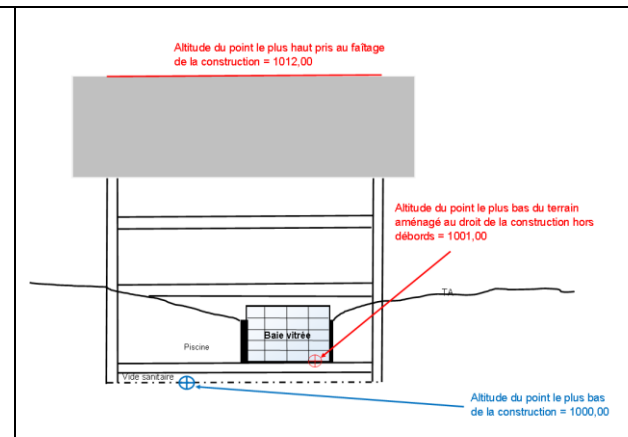 Altitude du point le plus haut pris au faîtage
de la construction = 1012,00
Altitude du point le plus bas du terrain
aménagé au droit de la construction hors
débords = 1001,00
TA
Baie vitrée
Piscine
Vide sanitaire
Altitude du point le plus bas
de la construction = 1000,00